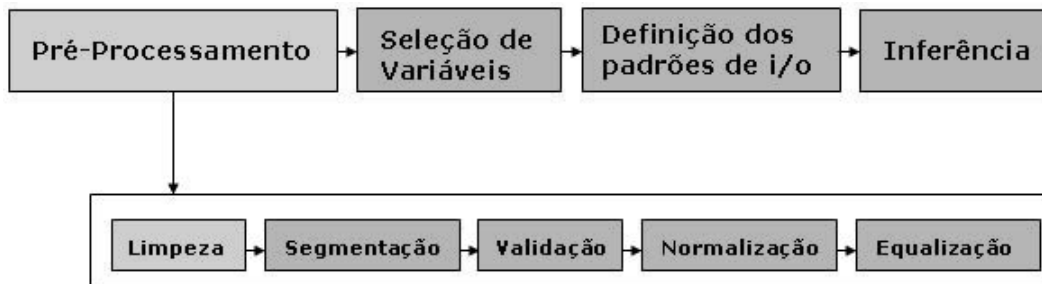 Pré-Processamento
Seleção de
Variáveis
Definição dos
padrões de i/o
Inferência
Limpeza
Segmentação
Validação
Normalização
Equalização